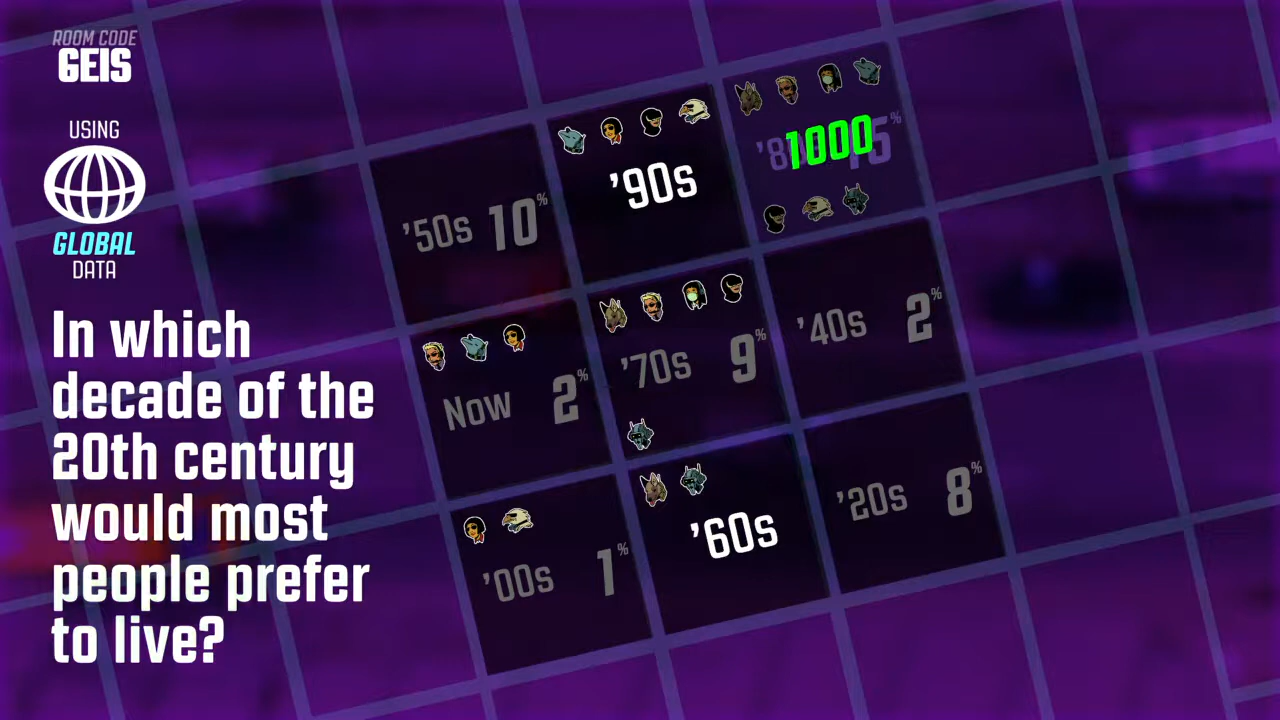 ROOM CODE
GEIS
USING
GLOBAL
DATA
In which
decade of the
20th century
would most
people prefer
to live?
'50s 10%
'90s
1000
Now 2%
'70s 9%
'40s 2%
'00s 1%
'60s
'20s 8%